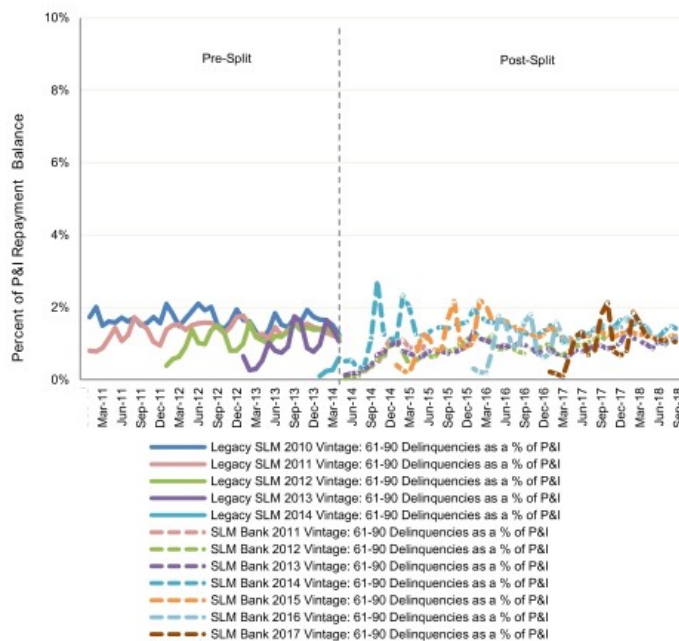 10%
8%
6%
4%
2%
0%
Percent of P&I Repayment Balance
Pre-Split
Post-Split
Mar-11
Jun-11
Sep-11
Dec-11
Mar-12
Jun-12
Sep-12
Dec-12
Mar-13
Jun-13
Sep-13
Dec-13
Mar-14
Jun-14
Sep-14
Dec-14
Mar-15
Jun-15
Sep-15
Dec-15
Mar-16
Jun-16
Sep-16
Dec-16
Mar-17
Jun-17
Sep-17
Dec-17
Mar-18
Jun-18
Sep-18
Legacy SLM 2010 Vintage: 61-90 Delinquencies as a % of P&I
Legacy SLM 2011 Vintage: 61-90 Delinquencies as a % of P&I
Legacy SLM 2012 Vintage: 61-90 Delinquencies as a % of P&I
Legacy SLM 2013 Vintage: 61-90 Delinquencies as a % of P&I
Legacy SLM 2014 Vintage: 61-90 Delinquencies as a % of P&I
SLM Bank 2011 Vintage: 61-90 Delinquencies as a % of P&I
SLM Bank 2012 Vintage: 61-90 Delinquencies as a % of P&I
SLM Bank 2013 Vintage: 61-90 Delinquencies as a % of P&I
SLM Bank 2014 Vintage: 61-90 Delinquencies as a % of P&I
SLM Bank 2015 Vintage: 61-90 Delinquencies as a % of P&I
SLM Bank 2016 Vintage: 61-90 Delinquencies as a % of P&I
SLM Bank 2017 Vintage: 61-90 Delinquencies as a % of P&I